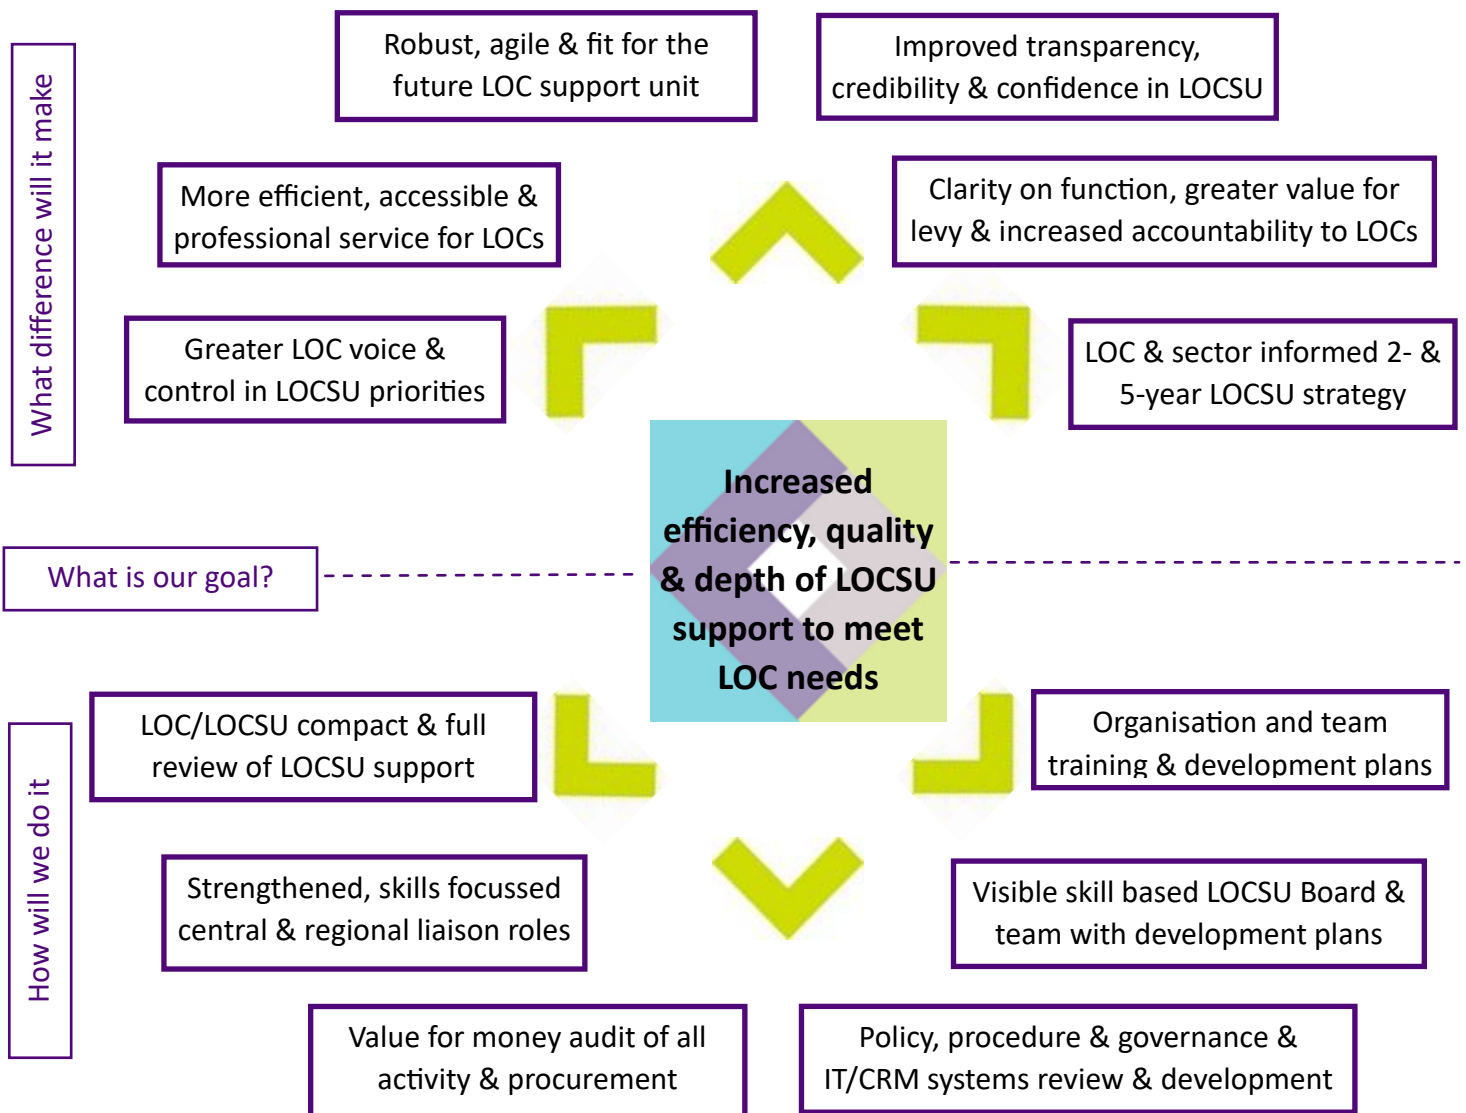 What difference will it make
Robust, agile & fit for the
future LOC support unit
Improved transparency,
credibility & confidence in LOCSU
More efficient, accessible &
professional service for LOCs
Clarity on function, greater value for
levy & increased accountability to LOCs
Greater LOC voice &
control in LOCSU priorities
LOC & sector informed 2- &
5-year LOCSU strategy
What is our goal?
Increased
efficiency, quality
& depth of LOCSU
support to meet
LOC needs
How will we do it
LOC/LOCSU compact & full
review of LOCSU support
Organisation and team
training & development plans
Strengthened, skills focussed
central & regional liaison roles
Visible skill based LOCSU Board &
team with development plans
Value for money audit of all
activity & procurement
Policy, procedure & governance &
IT/CRM systems review & development